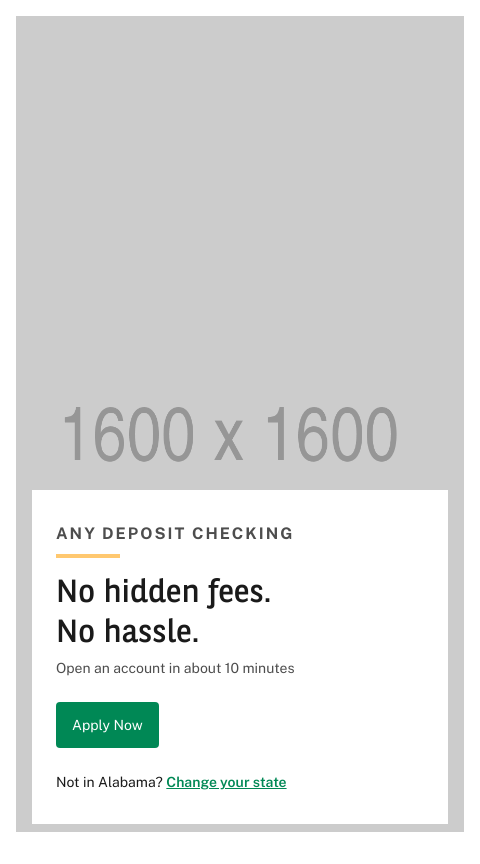 1600 x 1600
ANY DEPOSIT CHECKING
No hidden fees.
No hassle.
Open an account in about 10 minutes
Apply Now
Not in Alabama? Change your state